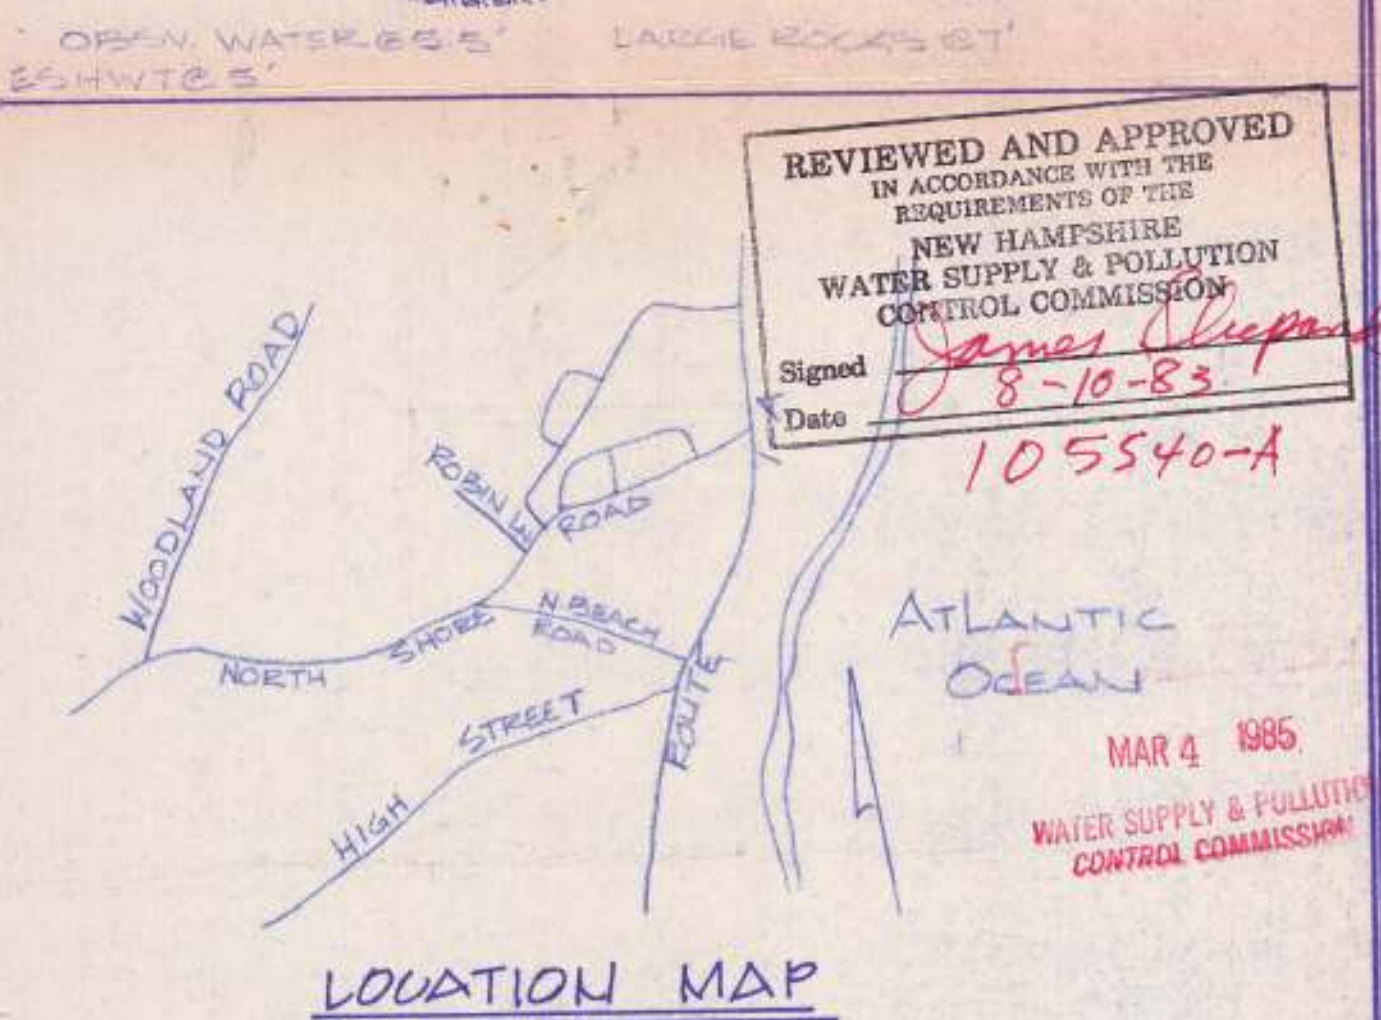 OBSV. WATER @ 5.5' LARGE ROCKS @ 7'
ESHWT @ 5'
REVIEWED AND APPROVED
IN ACCORDANCE WITH THE
REQUIREMENTS OF THE
NEW HAMPSHIRE
WATER SUPPLY & POLLUTION
CONTROL COMMISSION
Signed James
Date 8-10-83
105540-A
WOODLAND ROAD
ROBIN
ROAD
N. BEACH
ROAD
NORTH SHORE
HIGH STREET
ROUTE
ATLANTIC
OCEAN
MAR 4 1985
WATER SUPPLY & POLLUTION
CONTROL COMMISSION
LOCATION MAP